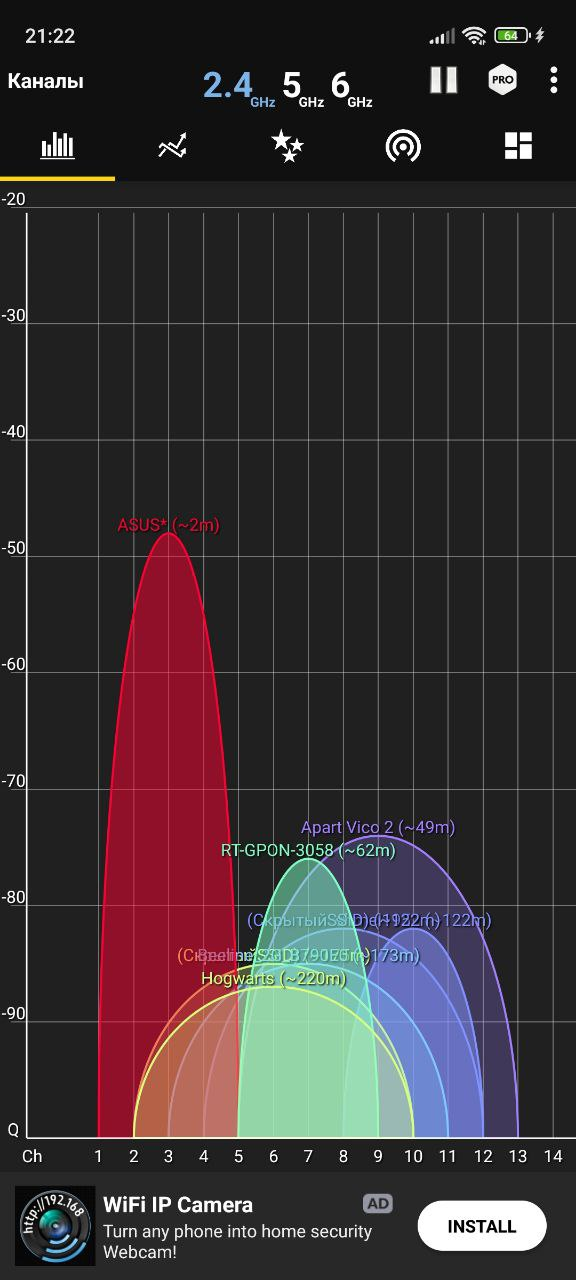 21:22
64
Каналы
2.4 GHz 5 GHz 6 GHz
PRO
-20
-30
-40
ASUS* (~2m)
-50
-60
-70
Apart Vico 2 (~49m)
RT-GPON-3058 (~62m)
-80
(Скрытый
Hogwarts (~220m)
-90
Q
Ch 1 2 3 4 5 6 7 8 9 10 11 12 13 14
http://192.168
WiFi IP Camera
AD
Turn any phone into home security
Webcam!
INSTALL